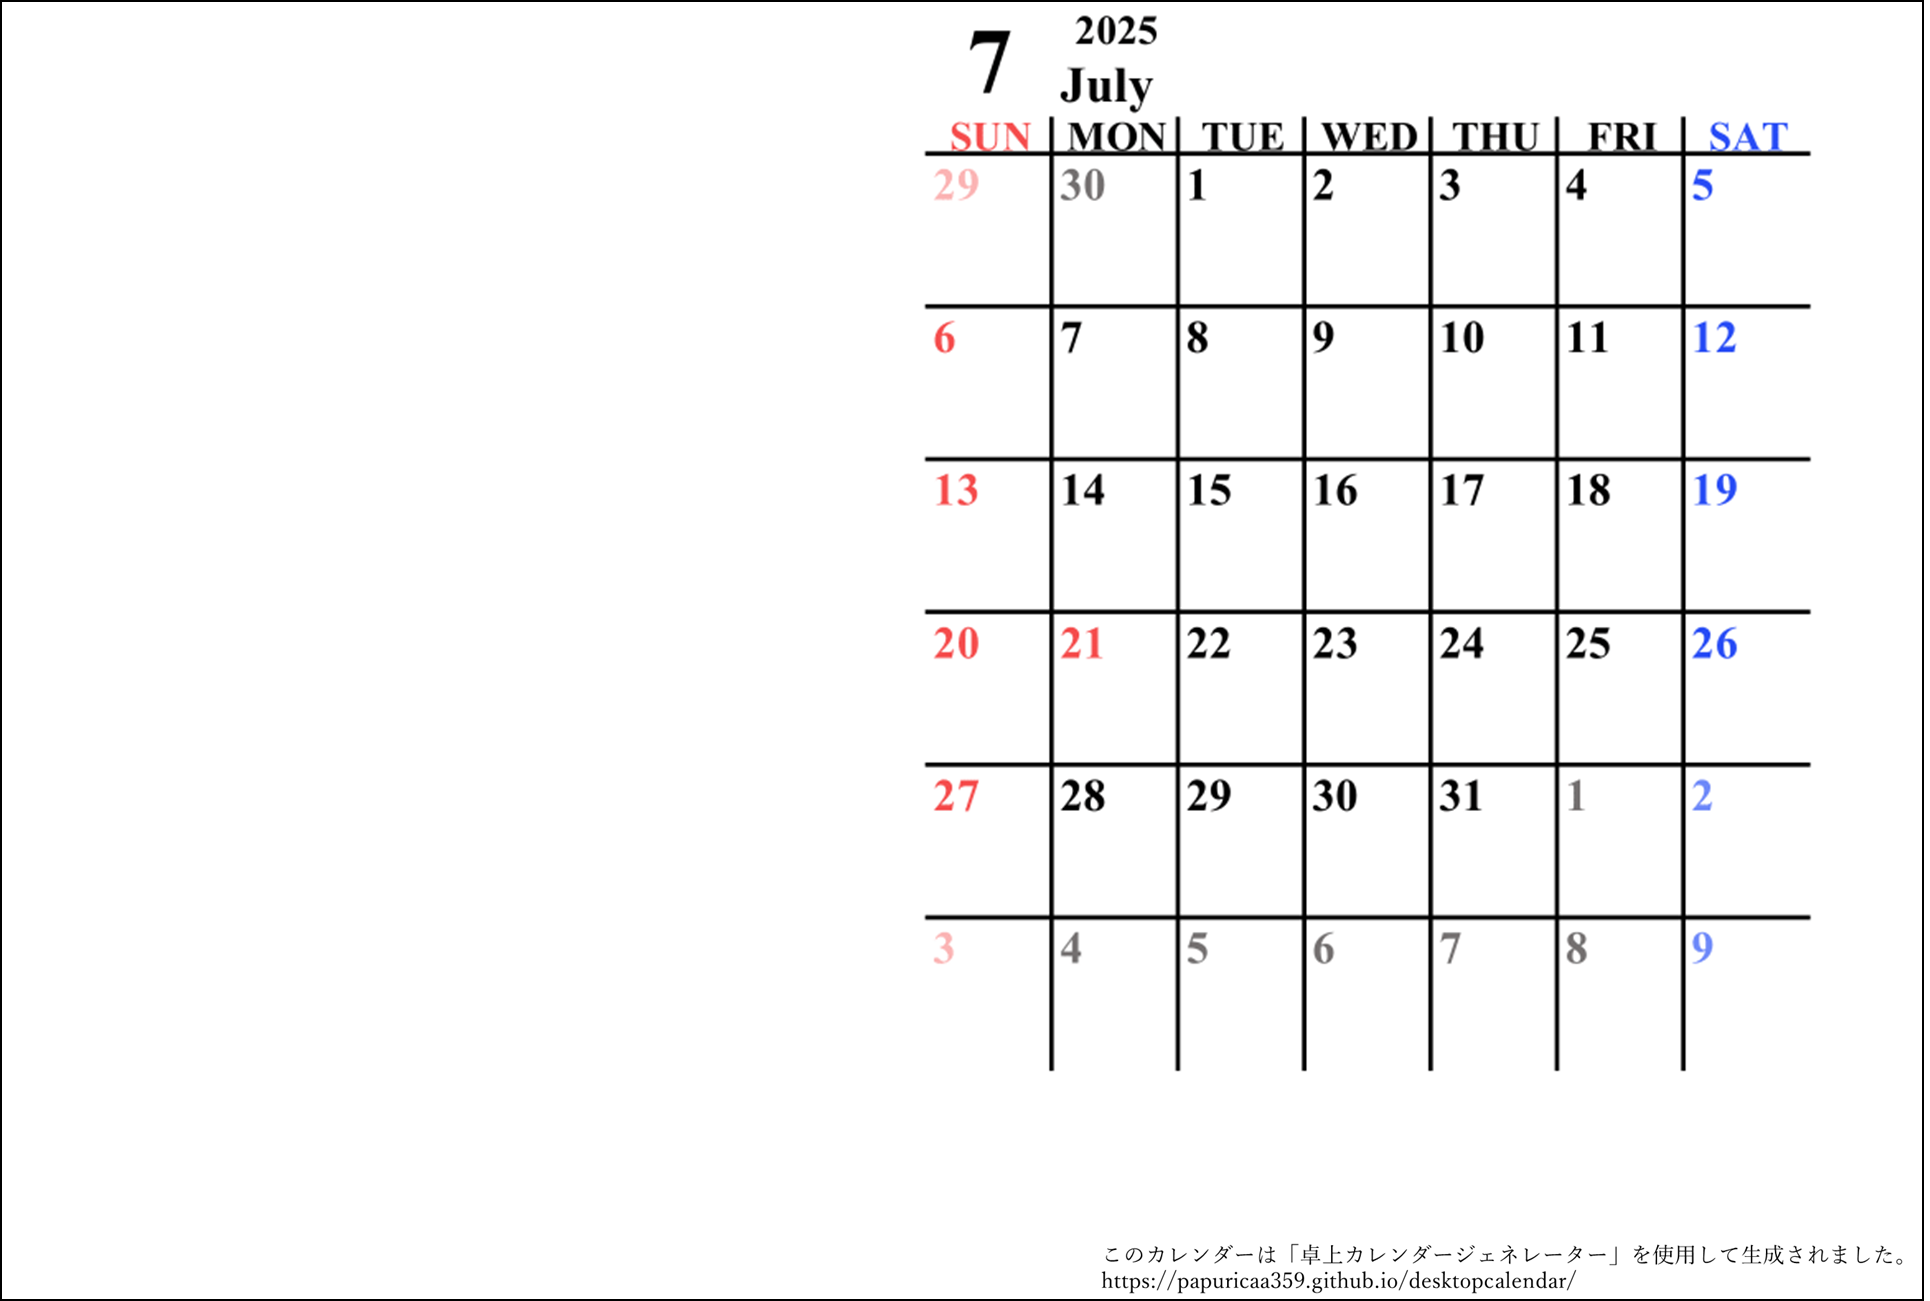 7
2025
July
SUN MON TUE WED THU FRI SAT
29 30 1 2 3 4 5
6 7 8 9 10 11 12
13 14 15 16 17 18 19
20 21 22 23 24 25 26
27 28 29 30 31 1 2
3 4 5 6 7 8 9
このカレンダーは「卓上カレンダージェネレーター」を使用して生成されました。
https://papuricaa359.github.io/desktopcalendar/